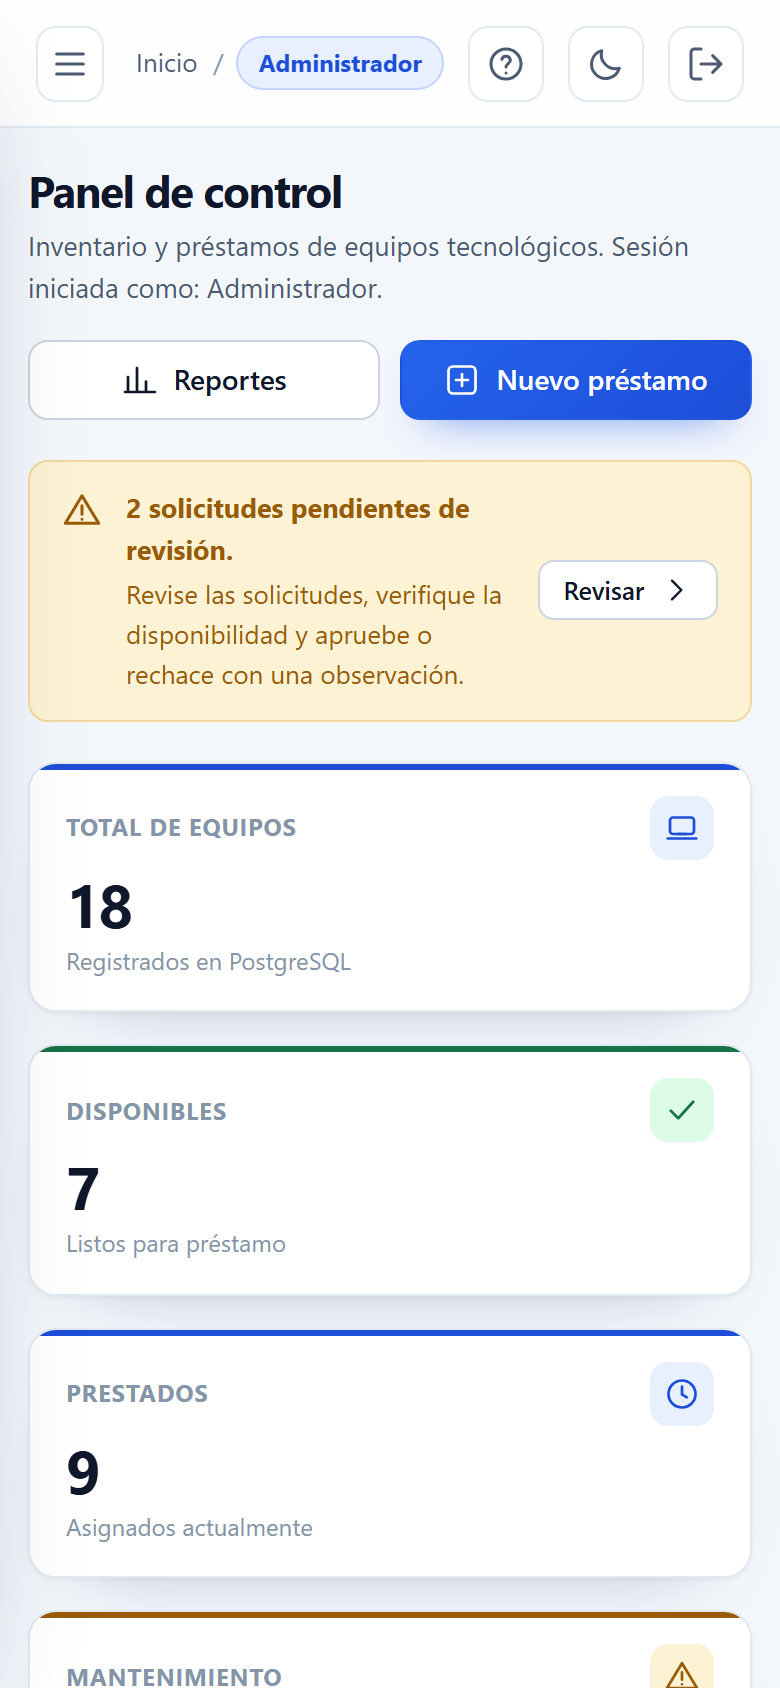 Inicio / Administrador
Panel de control
Inventario y préstamos de equipos tecnológicos. Sesión
iniciada como: Administrador.
Reportes
Nuevo préstamo
2 solicitudes pendientes de
revisión.
Revise las solicitudes, verifique la
disponibilidad y apruebe o
rechace con una observación.
Revisar
TOTAL DE EQUIPOS
18
Registrados en PostgreSQL
DISPONIBLES
7
Listos para préstamo
PRESTADOS
9
Asignados actualmente
MANTENIMIENTO